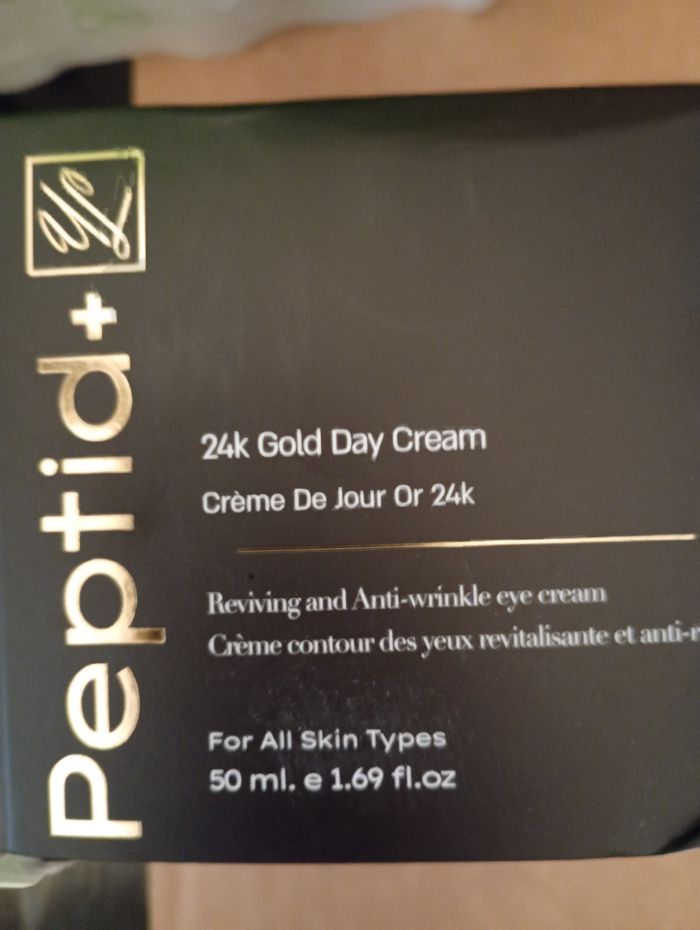 Peptid+
24k Gold Day Cream
Crème De Jour Or 24k
Reviving and Anti-wrinkle eye cream
Crème contour des yeux revitalisante et anti-r
For All Skin Types
50 ml. e 1.69 fl.oz